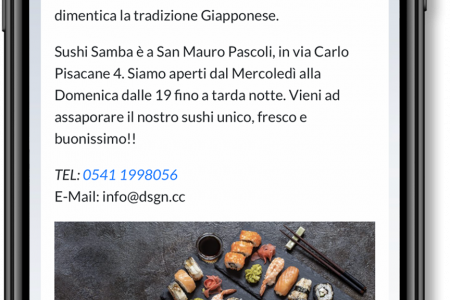 dimentica la tradizione Giapponese.
Sushi Samba è a San Mauro Pascoli, in via Carlo
Pisacane 4. Siamo aperti dal Mercoledì alla
Domenica dalle 19 fino a tarda notte. Vieni ad
assaporare il nostro sushi unico, fresco e
buonissimo!!
TEL: 0541 1998056
E-Mail: info@dsgn.cc